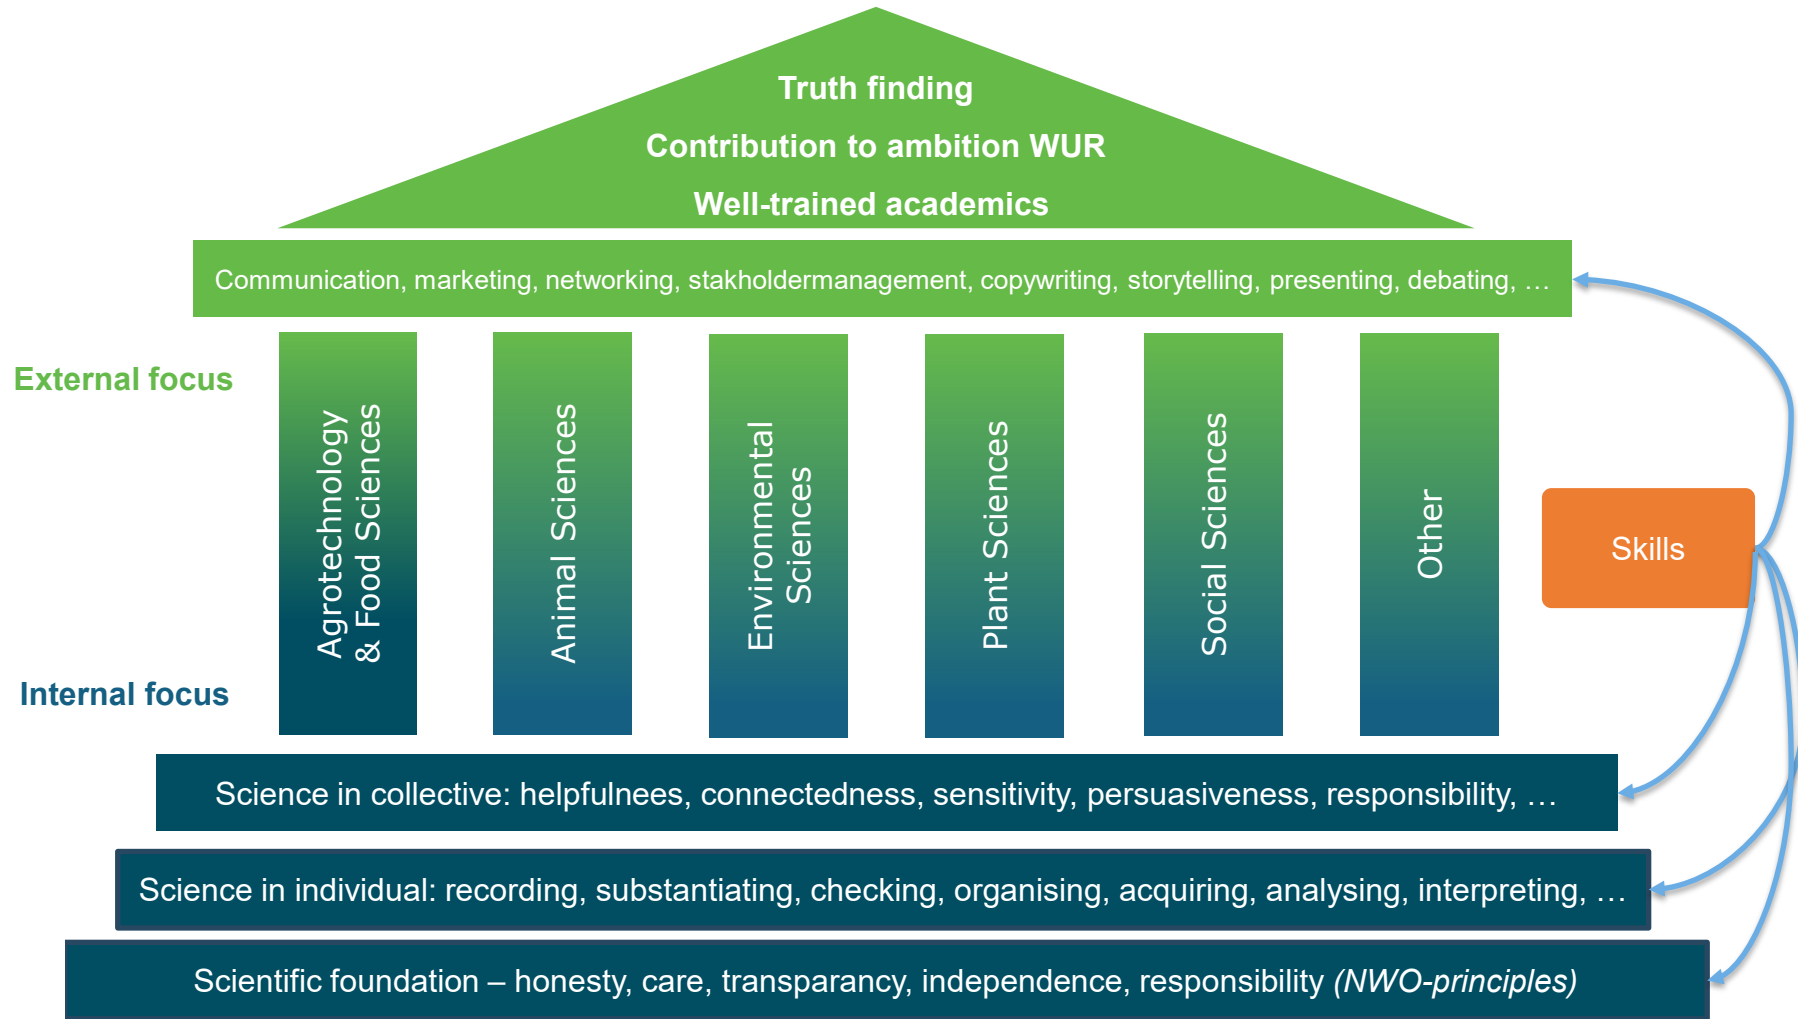 Truth finding
Contribution to ambition WUR
Well-trained academics
Communication, marketing, networking, stakholdermanagement, copywriting, storytelling, presenting, debating, …
External focus
Agrotechnology
& Food Sciences
Animal Sciences
Environmental
Sciences
Plant Sciences
Social Sciences
Other
Skills
Internal focus
Science in collective: helpfulnees, connectedness, sensitivity, persuasiveness, responsibility, …
Science in individual: recording, substantiating, checking, organising, acquiring, analysing, interpreting, …
Scientific foundation – honesty, care, transparancy, independence, responsibility (NWO-principles)